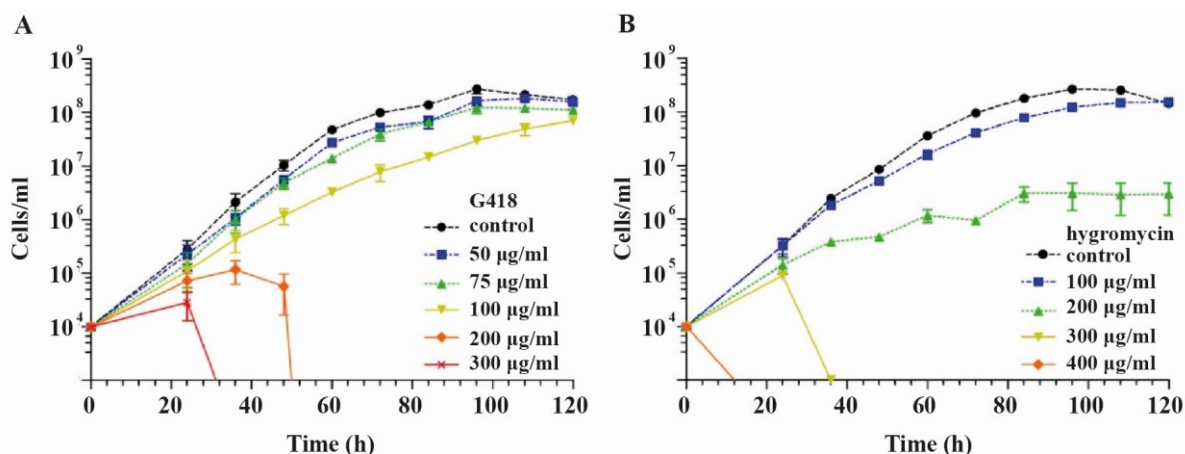 A
10⁹
10⁸
10⁷
10⁶
10⁵
10⁴
Cells/ml
0 20 40 60 80 100 120
Time (h)
G418
control
50 µg/ml
75 µg/ml
100 µg/ml
200 µg/ml
300 µg/ml
B
10⁹
10⁸
10⁷
10⁶
10⁵
10⁴
Cells/ml
0 20 40 60 80 100 120
Time (h)
hygromycin
control
100 µg/ml
200 µg/ml
300 µg/ml
400 µg/ml